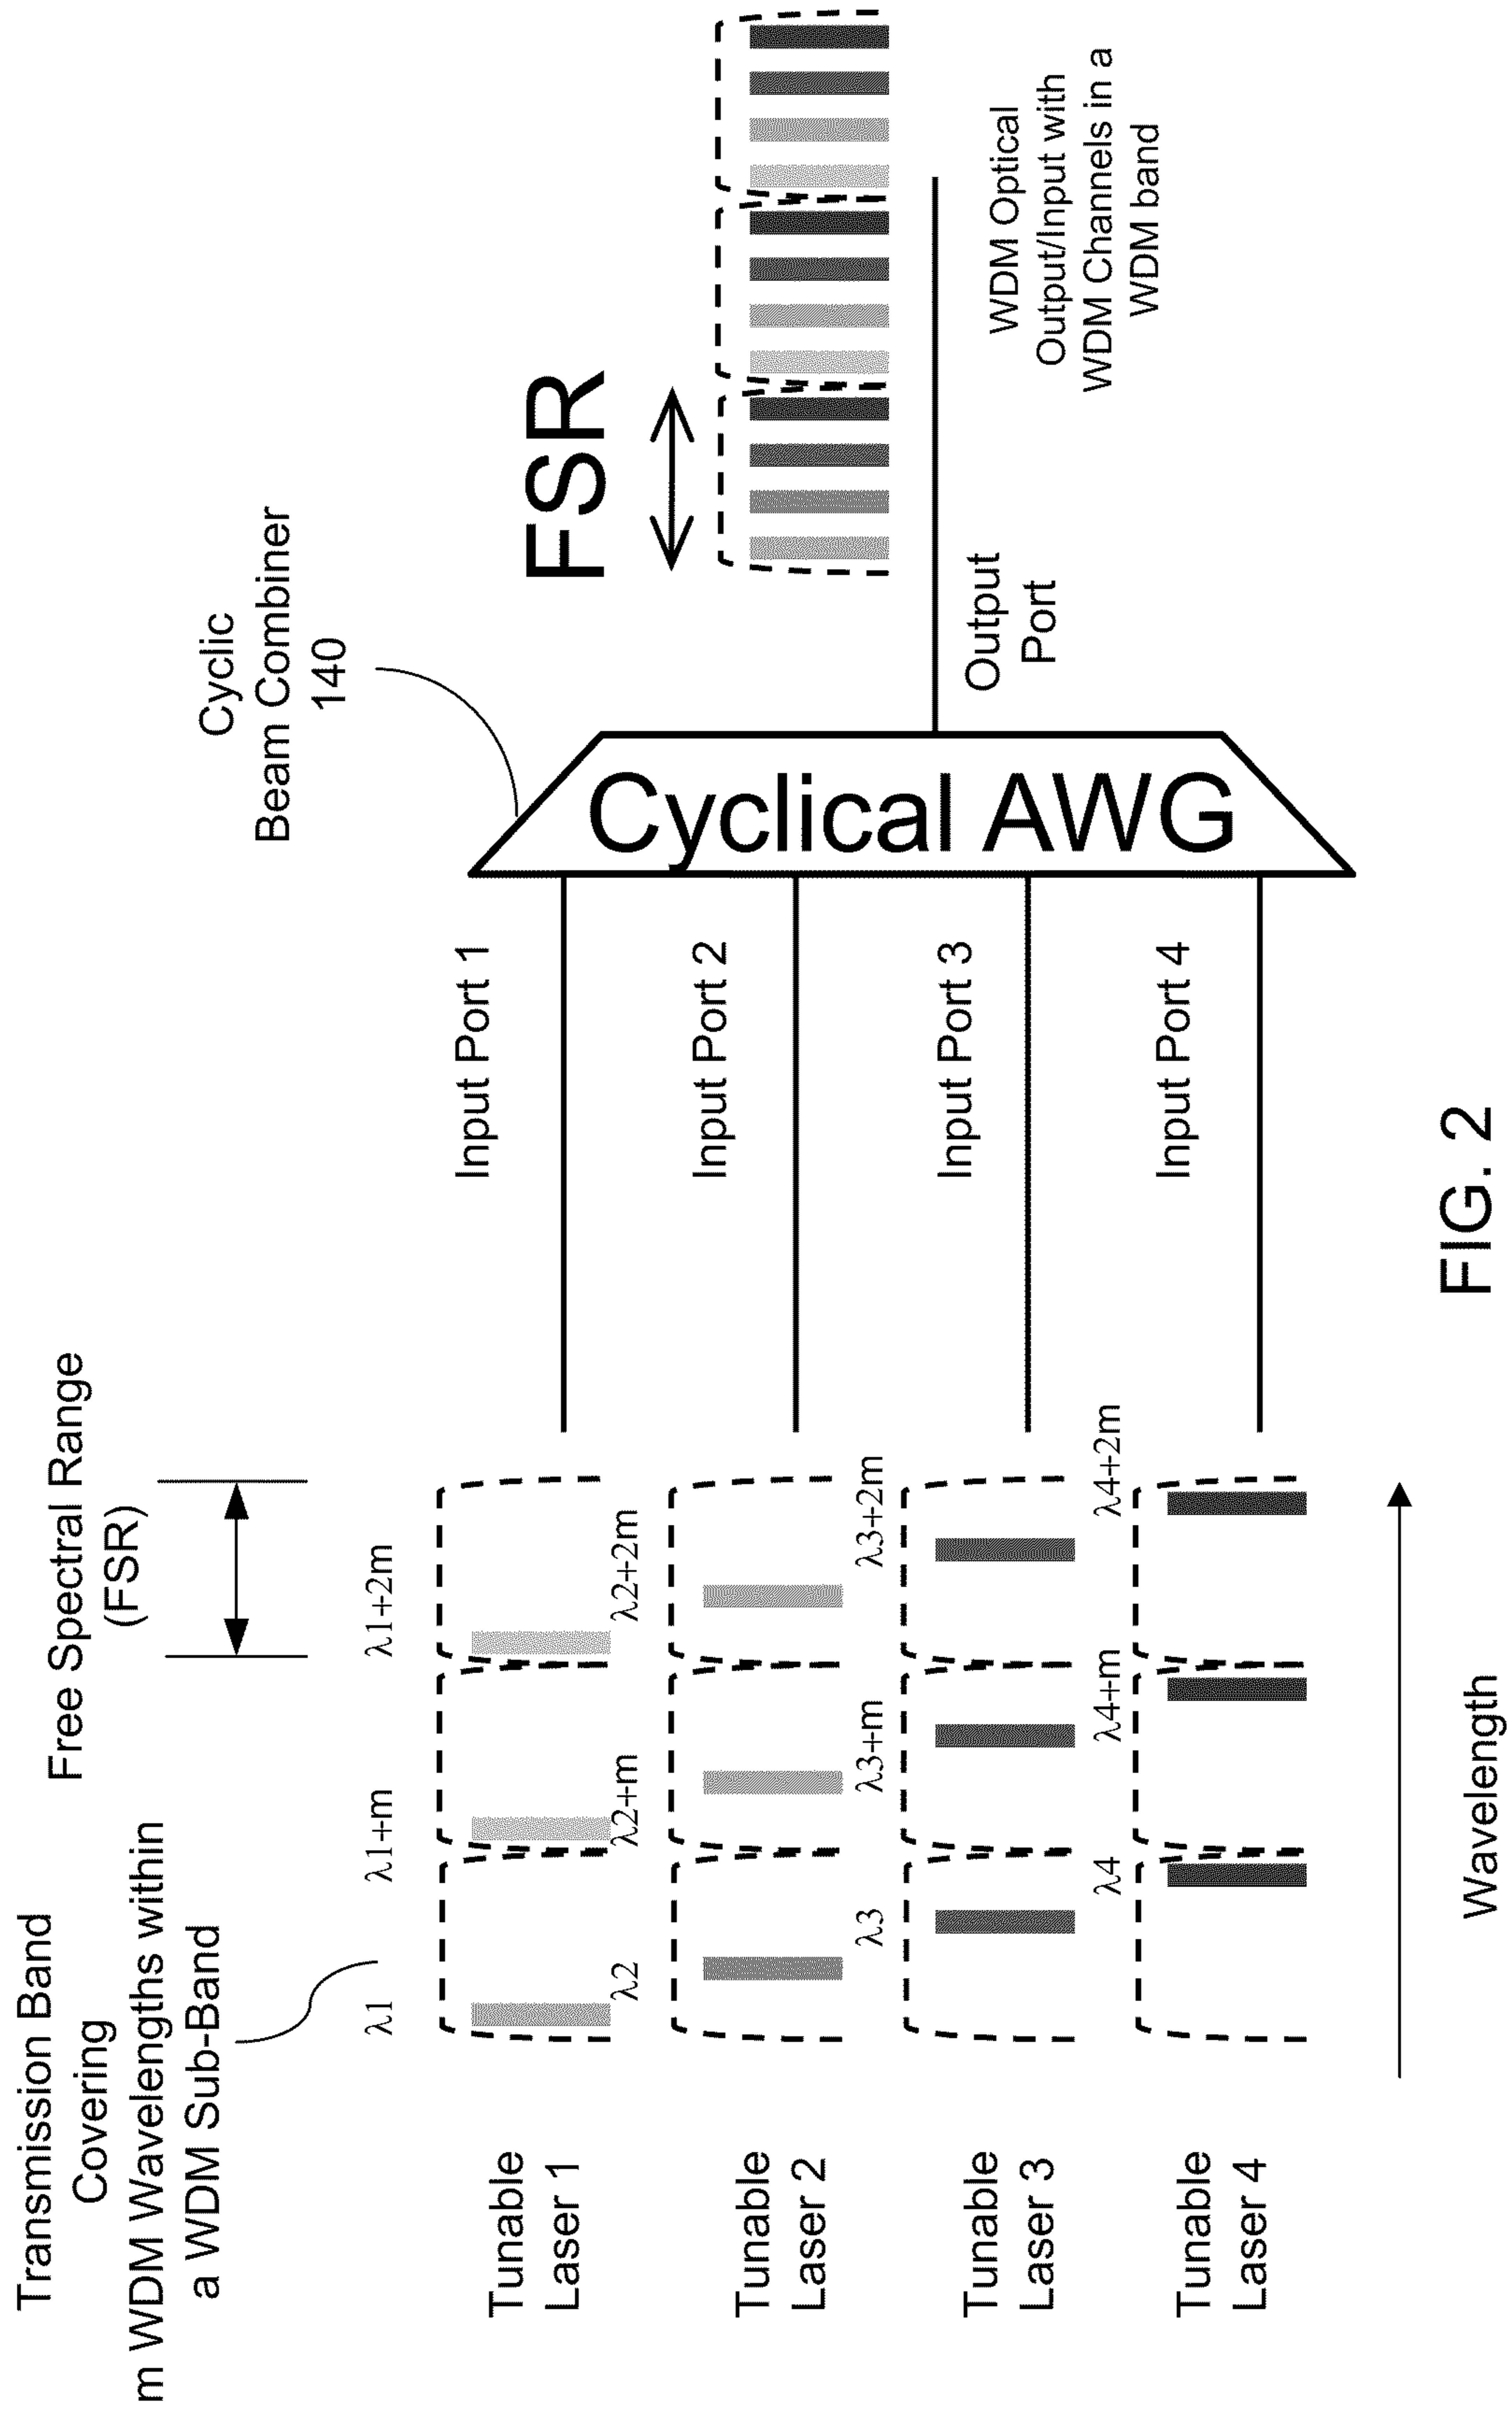 Transmission Band
Covering
m WDM Wavelengths within
a WDM Sub-Band
Free Spectral Range
(FSR)
Cyclic
Beam Combiner
140
λ1
λ1+m
λ1+2m
Tunable
Laser 1
Input Port 1
λ2
λ2+m
λ2+2m
Tunable
Laser 2
Input Port 2
λ3
λ3+m
λ3+2m
Tunable
Laser 3
Input Port 3
λ4
λ4+m
λ4+2m
Tunable
Laser 4
Input Port 4
Cyclical AWG
FSR
Output
Port
WDM Optical
Output/Input with
WDM Channels in a
WDM band
Wavelength
FIG. 2